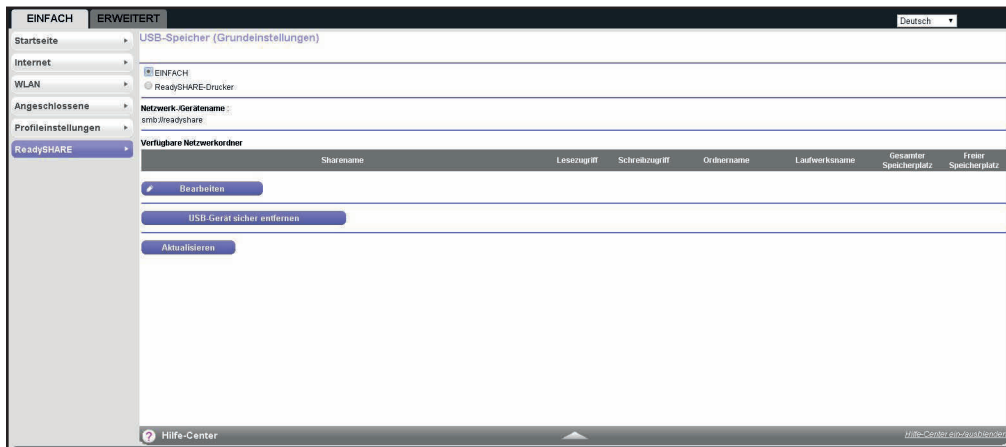 EINFACH ERWEITERT
Deutsch
Startseite
Internet
WLAN
Angeschlossene
Profileinstellungen
ReadySHARE
USB-Speicher (Grundeinstellungen)
EINFACH
ReadySHARE-Drucker
Netzwerk-/Gerätename :
smb://readyshare
Verfügbare Netzwerkordner
Sharename Lesezugriff Schreibzugriff Ordnername Laufwerksname Gesamter Speicherplatz Freier Speicherplatz
Bearbeiten
USB-Gerät sicher entfernen
Aktualisieren
? Hilfe-Center
Hilfe-Center ein-/ausblenden